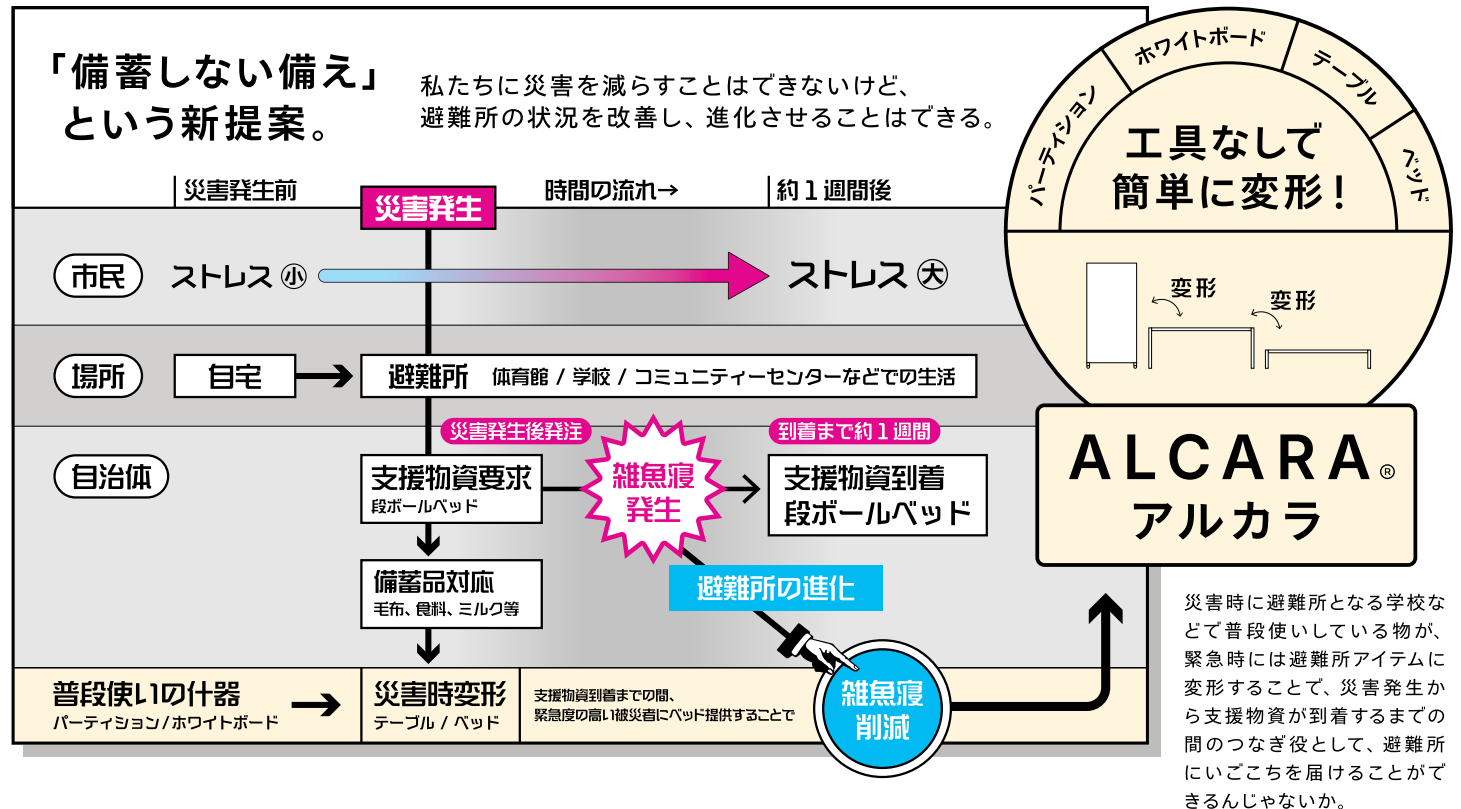 「備蓄しない備え」
という新提案。
私たちに災害を減らすことはできないけど、
避難所の状況を改善し、進化させることはできる。
災害発生前
災害発生
時間の流れ→
約1週間後
市民
ストレス㊙小
ストレス 大
場所
自宅
避難所 体育館 / 学校 / コミュニティーセンターなどでの生活
自治体
災害発生後発注
支援物資要求
段ボールベッド
雑魚寝
発生
到着まで約1週間
支援物資到着
段ボールベッド
備蓄品対応
毛布、食料、ミルク等
避難所の進化
普段使いの什器
パーティション/ホワイトボード
災害時変形
テーブル / ベッド
支援物資到着までの間、
緊急度の高い被災者にベッド提供することで
雑魚寝
削減
パーティション
ホワイトボード
テーブル
ベッド
工具なしで
簡単に変形!
変形
変形
ALCARA®
アルカラ
災害時に避難所となる学校な
どで普段使いしている物が、
緊急時には避難所アイテムに
変形することで、災害発生か
ら支援物資が到着するまでの
間のつなぎ役として、避難所
にいごこちを届けることがで
きるんじゃないか。